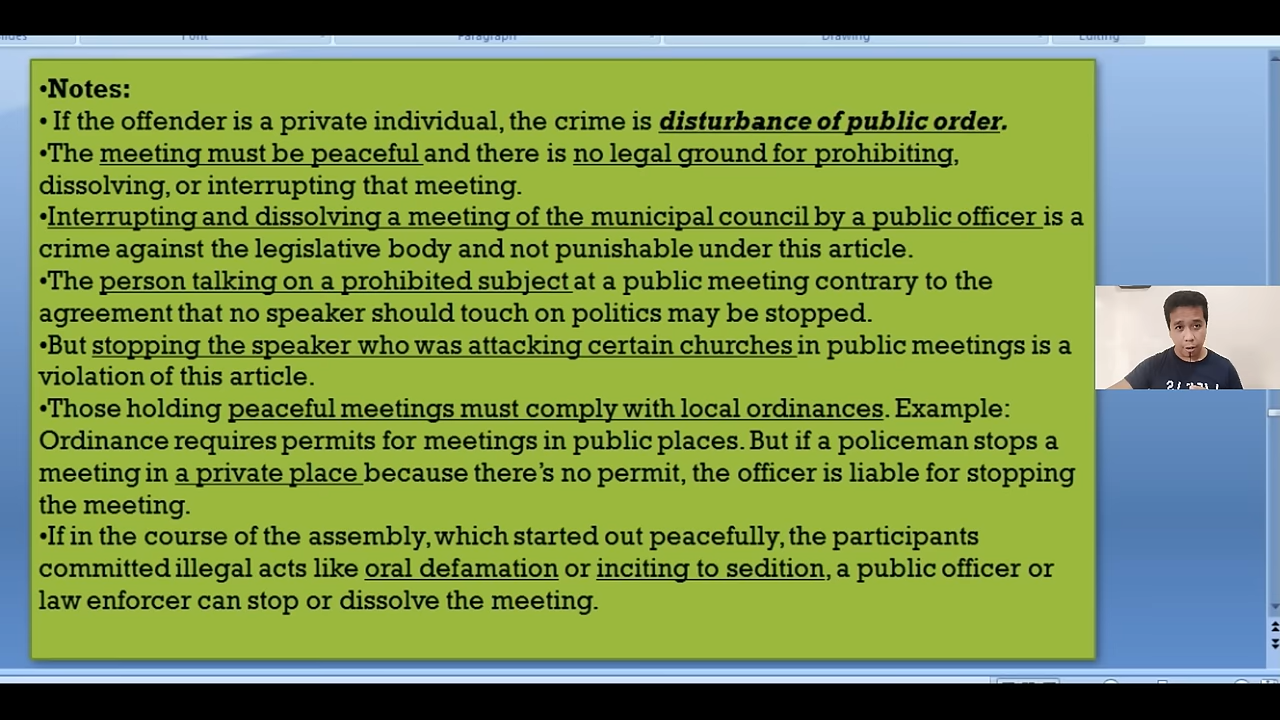 Font
Paragraph
Drawing
Editing
•Notes:
• If the offender is a private individual, the crime is disturbance of public order.
•The meeting must be peaceful and there is no legal ground for prohibiting,
dissolving, or interrupting that meeting.
•Interrupting and dissolving a meeting of the municipal council by a public officer is a
crime against the legislative body and not punishable under this article.
•The person talking on a prohibited subject at a public meeting contrary to the
agreement that no speaker should touch on politics may be stopped.
•But stopping the speaker who was attacking certain churches in public meetings is a
violation of this article.
•Those holding peaceful meetings must comply with local ordinances. Example:
Ordinance requires permits for meetings in public places. But if a policeman stops a
meeting in a private place because there's no permit, the officer is liable for stopping
the meeting.
•If in the course of the assembly, which started out peacefully, the participants
committed illegal acts like oral defamation or inciting to sedition, a public officer or
law enforcer can stop or dissolve the meeting.